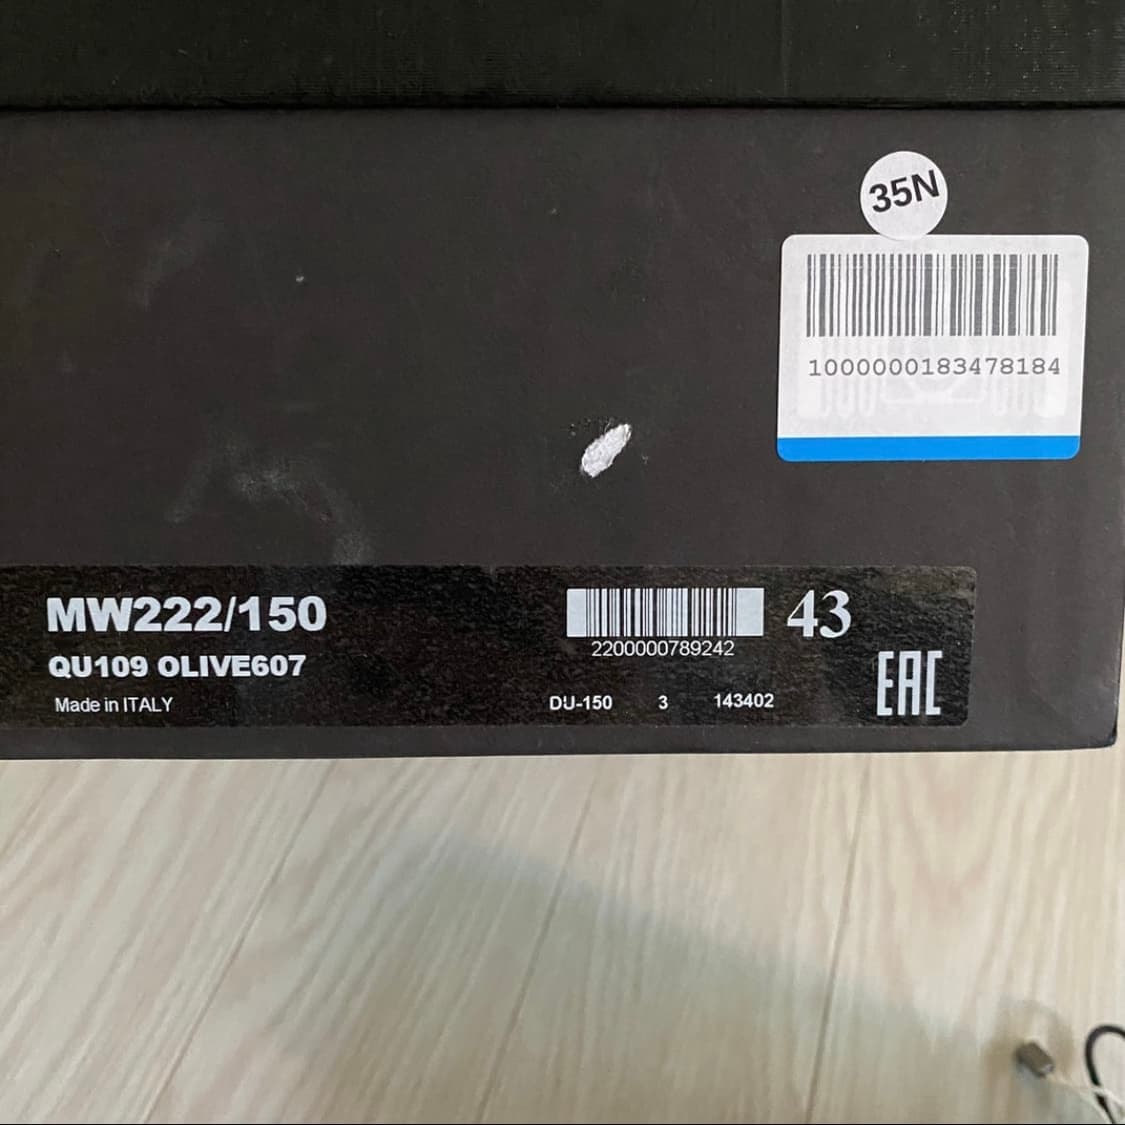 35N
1000000183478184
MW222/150
QU109 OLIVE607
Made in ITALY
2200000789242
43
DU-150 3 143402
EAC